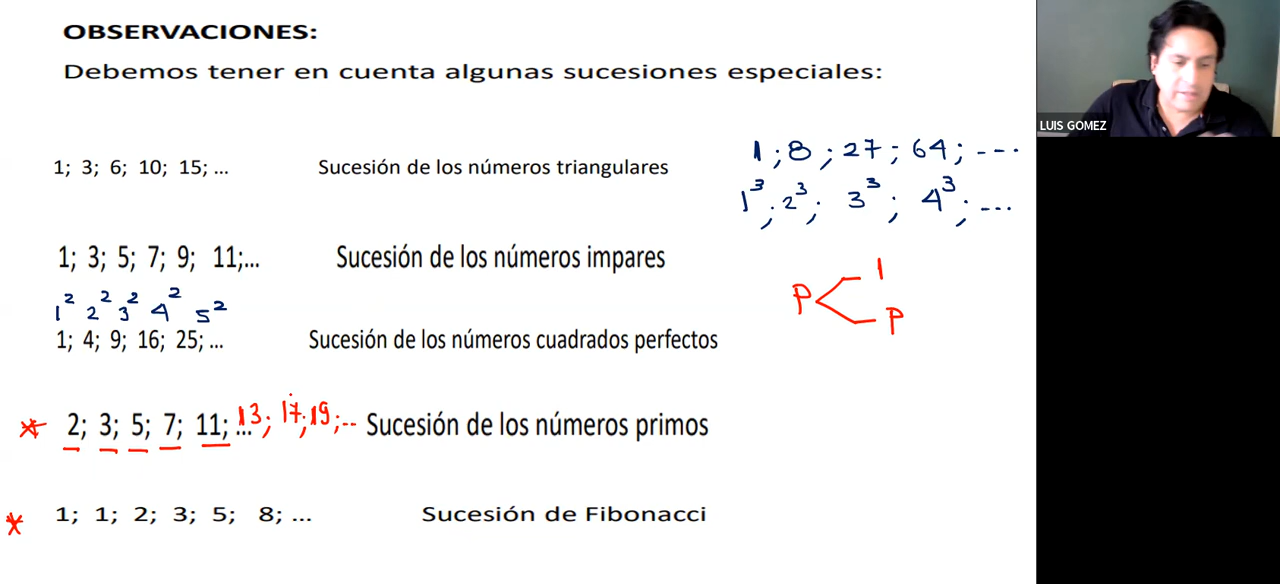 OBSERVACIONES:
Debemos tener en cuenta algunas sucesiones especiales:
LUIS GOMEZ
1 ; 8 ; 27 ; 64 ; ---
1³ ; 2³ ; 3³ ; 4³ ; ---
1; 3; 6; 10; 15; ... Sucesión de los números triangulares
1; 3; 5; 7; 9; 11;... Sucesión de los números impares
P < 1
P
1² 2² 3² 4² 5²
1; 4; 9; 16; 25; ... Sucesión de los números cuadrados perfectos
* 2; 3; 5; 7; 11; ... 13; 17; 19; -- Sucesión de los números primos
* 1; 1; 2; 3; 5; 8; ... Sucesión de Fibonacci